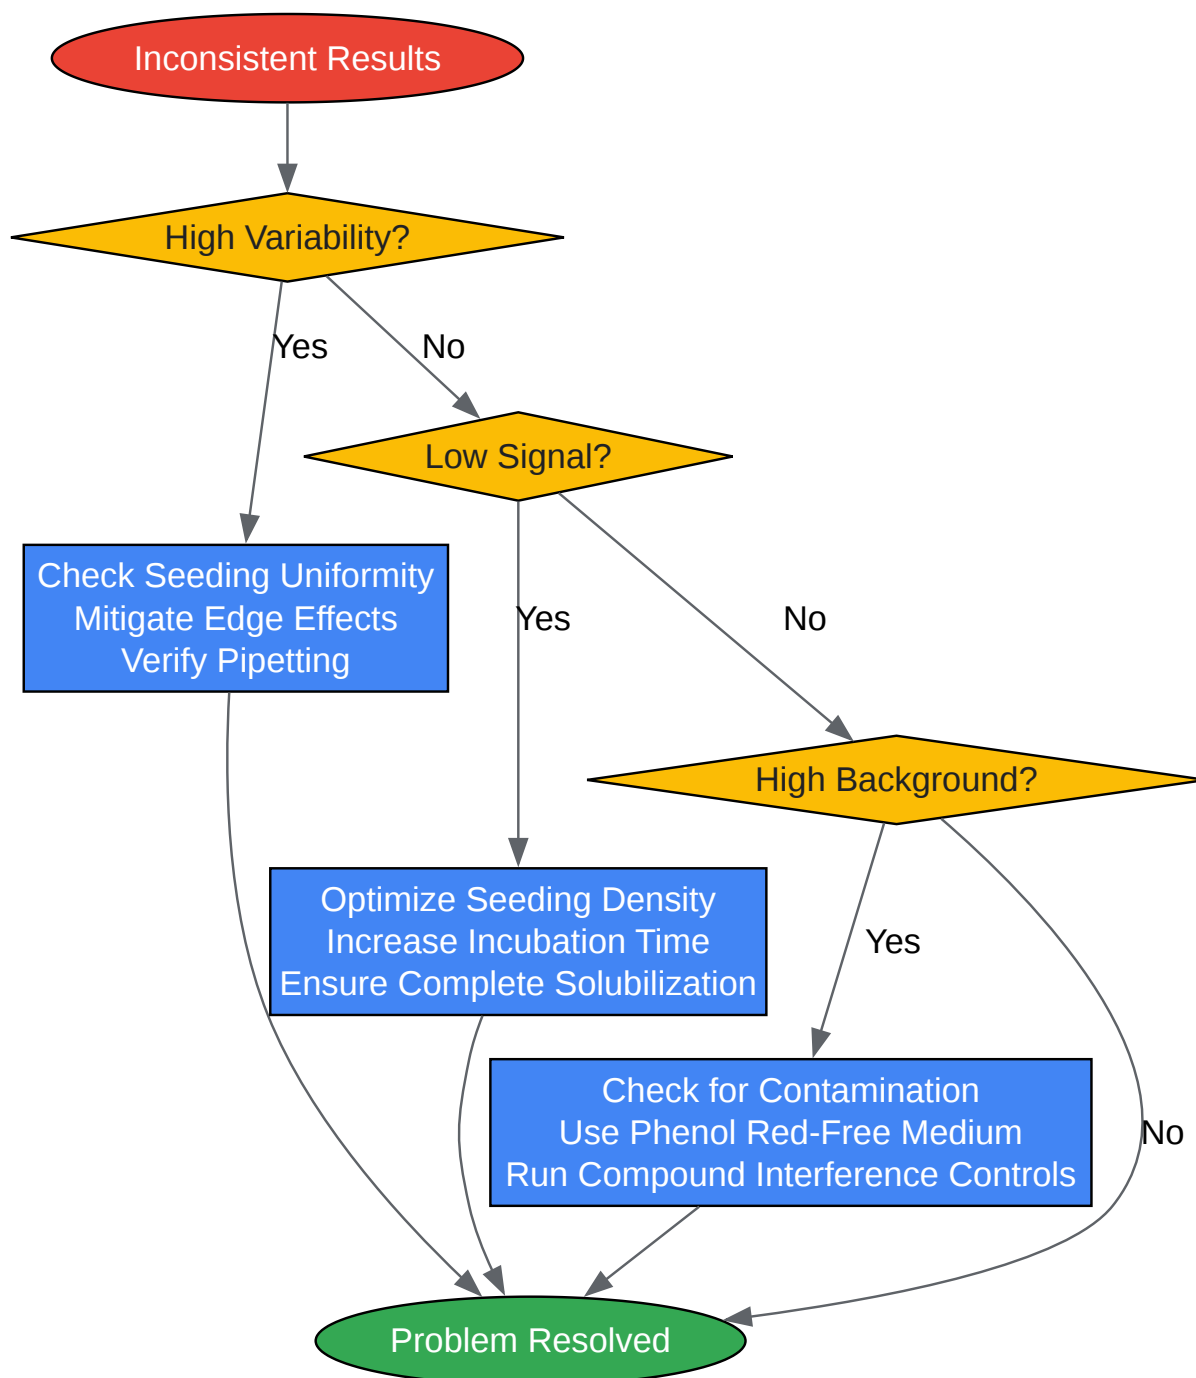 Inconsistent Results
High Variability?
Yes
No
Low Signal?
Check Seeding Uniformity
Mitigate Edge Effects
Verify Pipetting
Yes
No
High Background?
Optimize Seeding Density
Increase Incubation Time
Ensure Complete Solubilization
Yes
Check for Contamination
Use Phenol Red-Free Medium
Run Compound Interference Controls
No
Problem Resolved